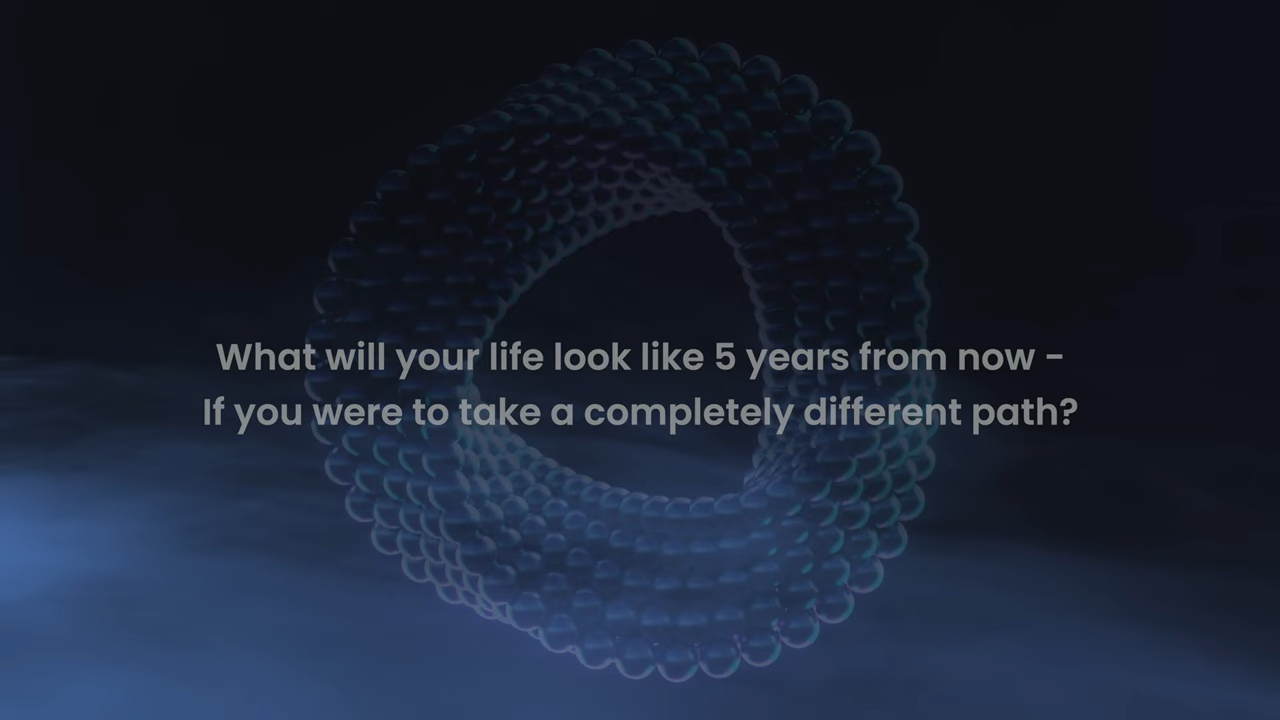 What will your life look like 5 years from now -
If you were to take a completely different path?